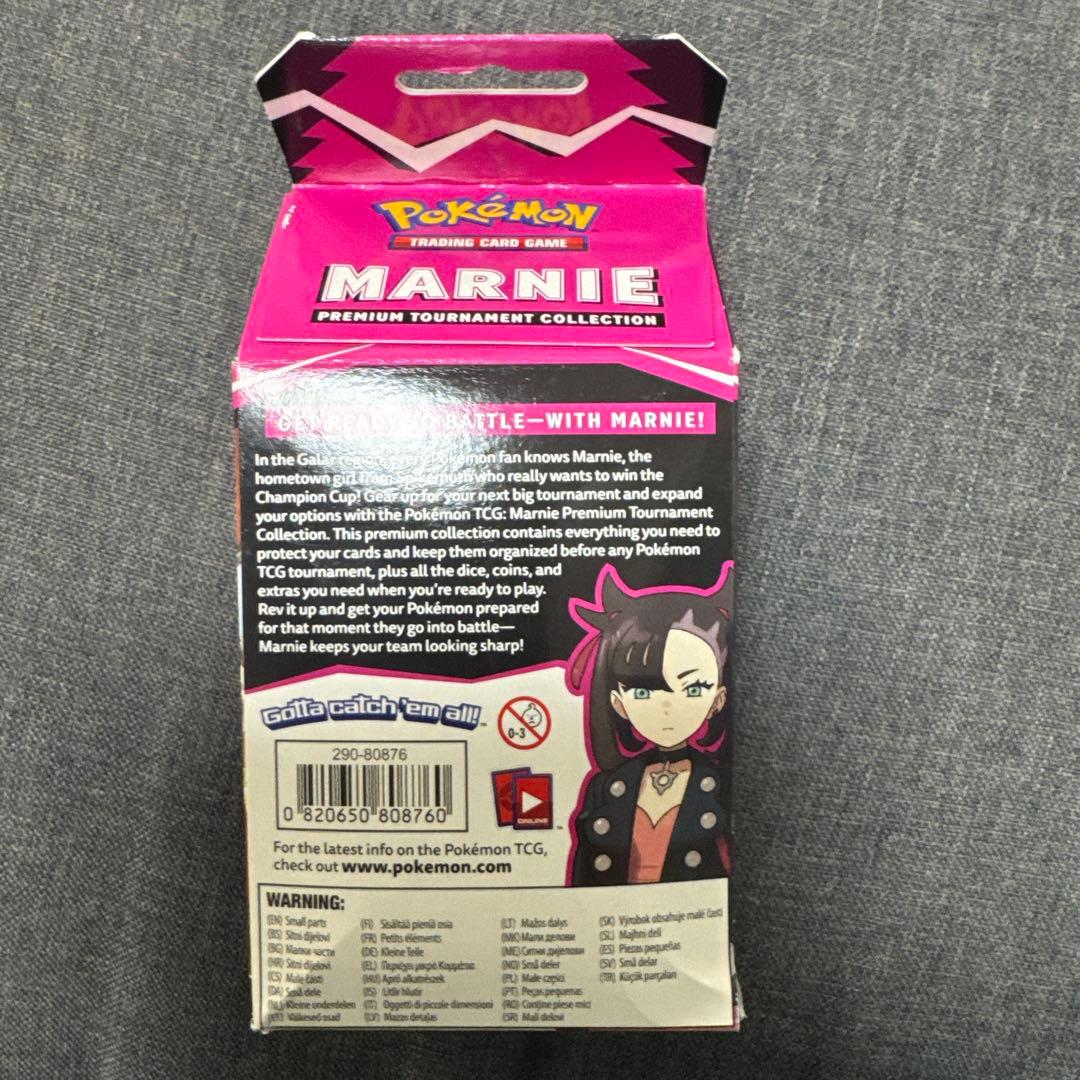 POKéMON
TRADING CARD GAME
MARNIE
PREMIUM TOURNAMENT COLLECTION
GET READY TO BATTLE—WITH MARNIE!
In the Galar region, every Pokémon fan knows Marnie, the
hometown girl from Spikemuth who really wants to win the
Champion Cup! Gear up for your next big tournament and expand
your options with the Pokémon TCG: Marnie Premium Tournament
Collection. This premium collection contains everything you need to
protect your cards and keep them organized before any Pokémon
TCG tournament, plus all the dice, coins, and
extras you need when you're ready to play.
Rev it up and get your Pokémon prepared
for that moment they go into battle—
Marnie keeps your team looking sharp!
Gotta catch 'em all!™
0-3
290-80876
0 820650 808760
ONLINE
For the latest info on the Pokémon TCG,
check out www.pokemon.com
WARNING:
(EN) Small parts
(BS) Sitni dijelovi
(BG) Малки части
(HR) Sitni dijelovi
(CS) Malé části
(DA) Små dele
(NL) Kleine onderdelen
Väikesed osad
(FI) Sisältää pieniä osia
(FR) Petits éléments
(DE) Kleine Teile
(EL) Περιέχει μικρά Κομμάτια
(HU) Apró alkatrészek
(IS) Litlir hlutir
(IT) Oggetti di piccole dimensioni
(LV) Mazas detaļas
(LT) Mažos dalys
(MK) Мали делови
(ME) Ситни дјелови
(NO) Små deler
(PL) Małe części
(PT) Peças pequenas
(RO) Conține piese mici
(SR) Mali delovi
(SK) Výrobok obsahuje malé časti
(SL) Majhni deli
(ES) Piezas pequeñas
(SV) Små delar
(TR) Küçük parçaları